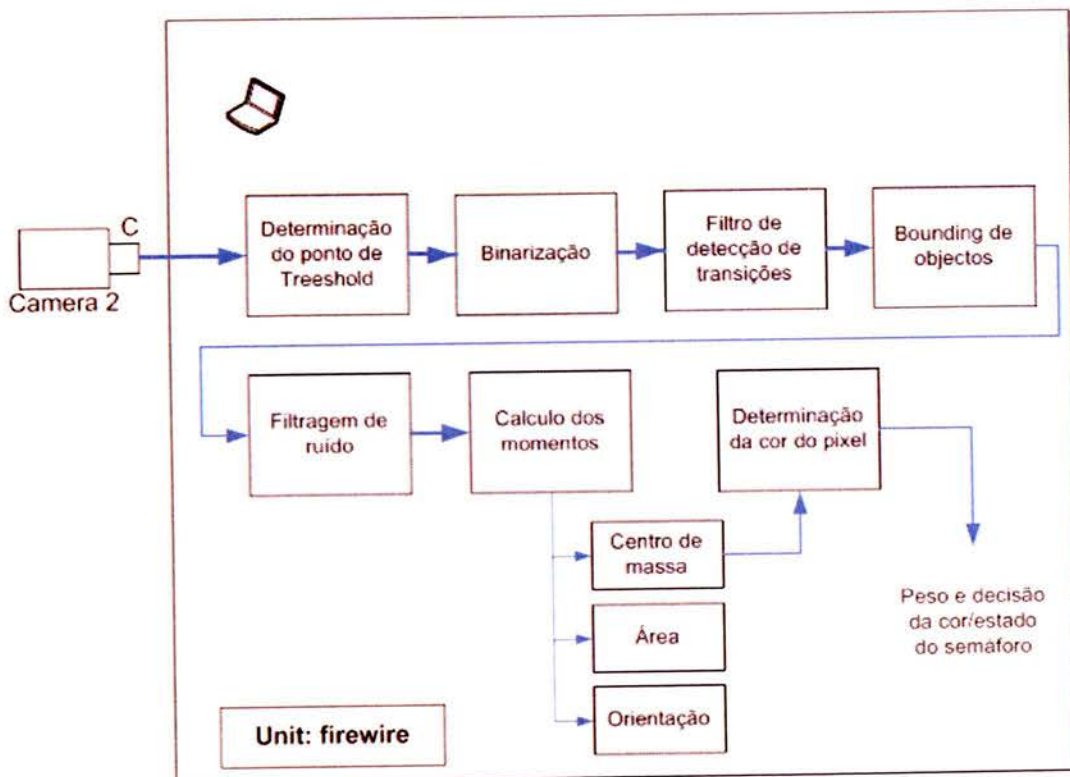 C
Camera 2
Determinação
do ponto de
Treeshold
Binarização
Filtro de
detecção de
transições
Bounding de
objectos
Filtragem de
ruído
Calculo dos
momentos
Determinação
da cor do pixel
Centro de
massa
Área
Orientação
Peso e decisão
da cor/estado
do semáforo
Unit: firewire